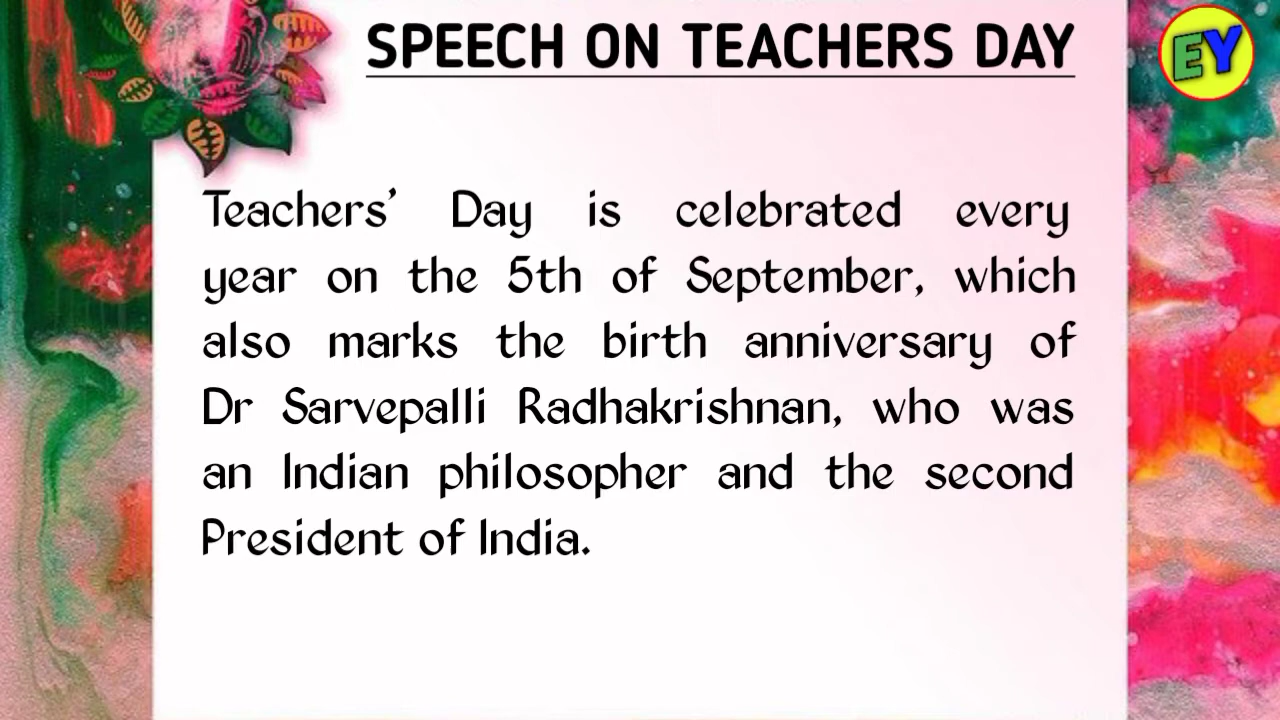 SPEECH ON TEACHERS DAY
EY
Teachers’ Day is celebrated every
year on the 5th of September, which
also marks the birth anniversary of
Dr Sarvepalli Radhakrishnan, who was
an Indian philosopher and the second
President of India.